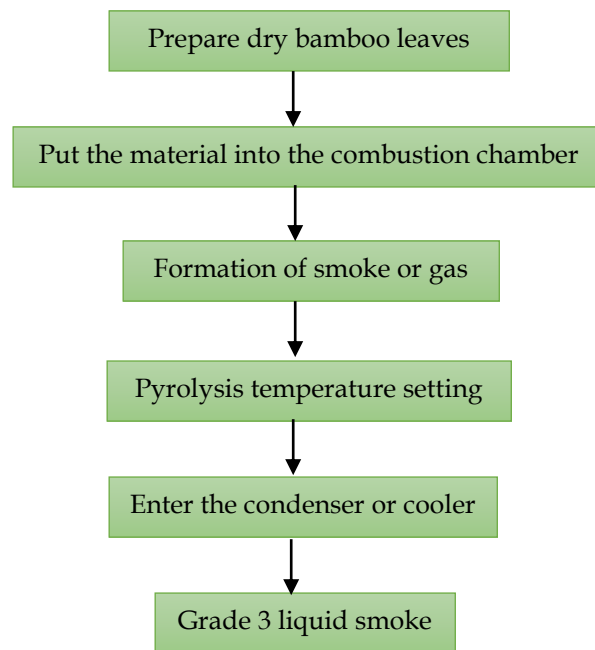 Prepare dry bamboo leaves
Put the material into the combustion chamber
Formation of smoke or gas
Pyrolysis temperature setting
Enter the condenser or cooler
Grade 3 liquid smoke